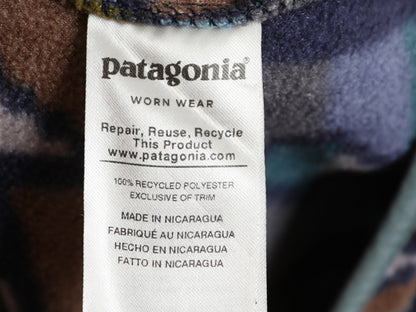 patagonia®
WORN WEAR
Repair, Reuse, Recycle
This Product
www.patagonia.com
100% RECYCLED POLYESTER
EXCLUSIVE OF TRIM
MADE IN NICARAGUA
FABRIQUÉ AU NICARAGUA
HECHO EN NICARAGUA
FATTO IN NICARAGUA